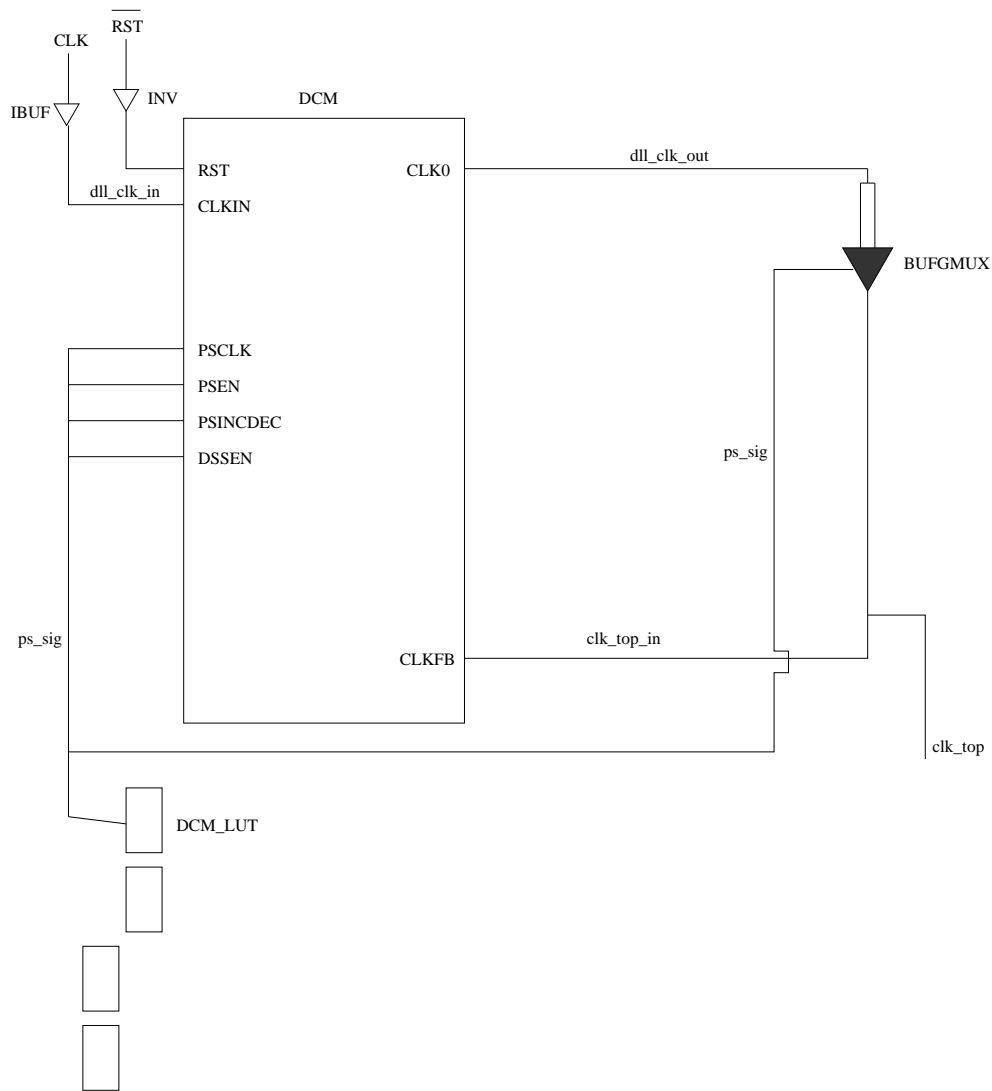 RST
CLK
IBUF
INV
DCM
RST
CLK0
dll_clk_out
dll_clk_in
CLKIN
BUFGMUX
PSCLK
PSEN
PSINCDEC
DSSEN
ps_sig
ps_sig
clk_top_in
CLKFB
clk_top
DCM_LUT